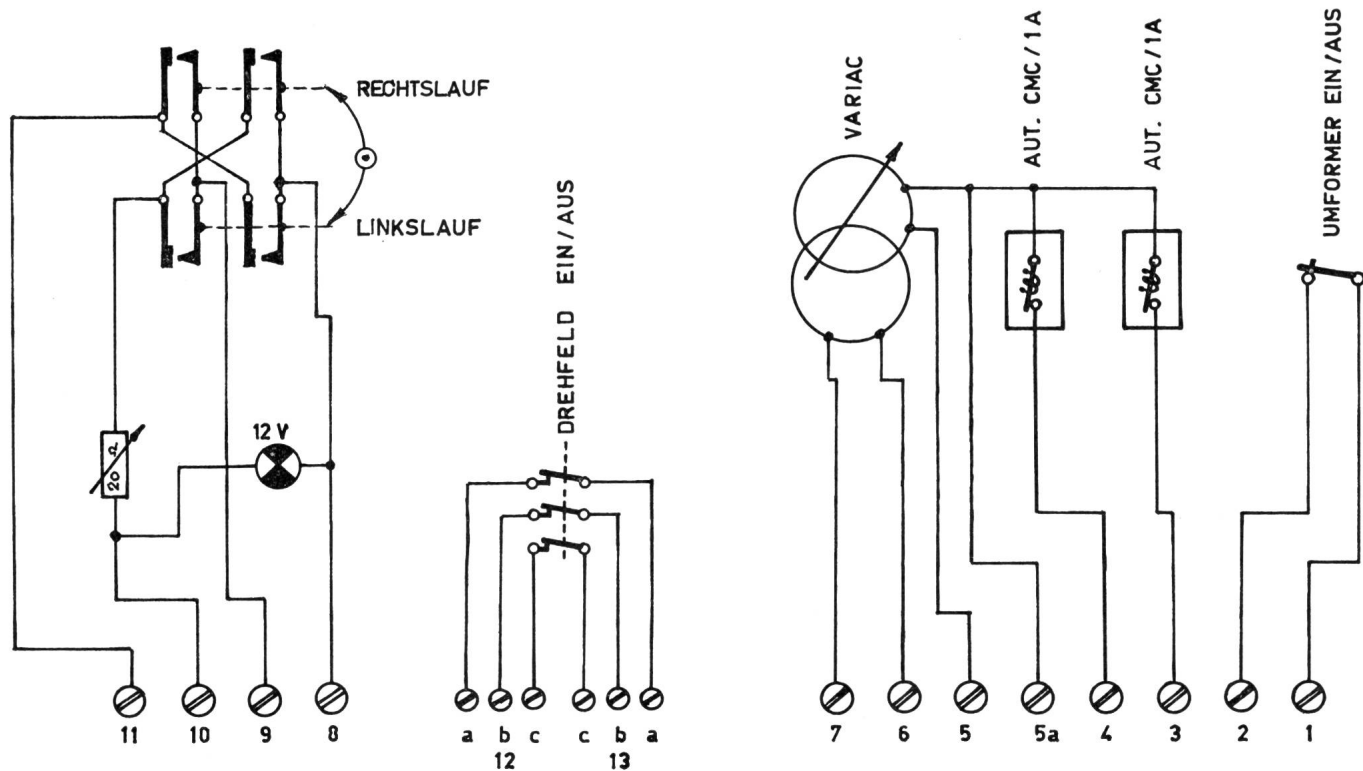 RECHTSLAUF
LINKSLAUF
12 V
20 Ω
DREHFELD EIN/AUS
VARIAC
AUT. CMC/1A
AUT. CMC/1A
UMFORMER EIN/AUS
11 10 9 8
a b c c b a
12 13
7 6 5 5a 4 3 2 1